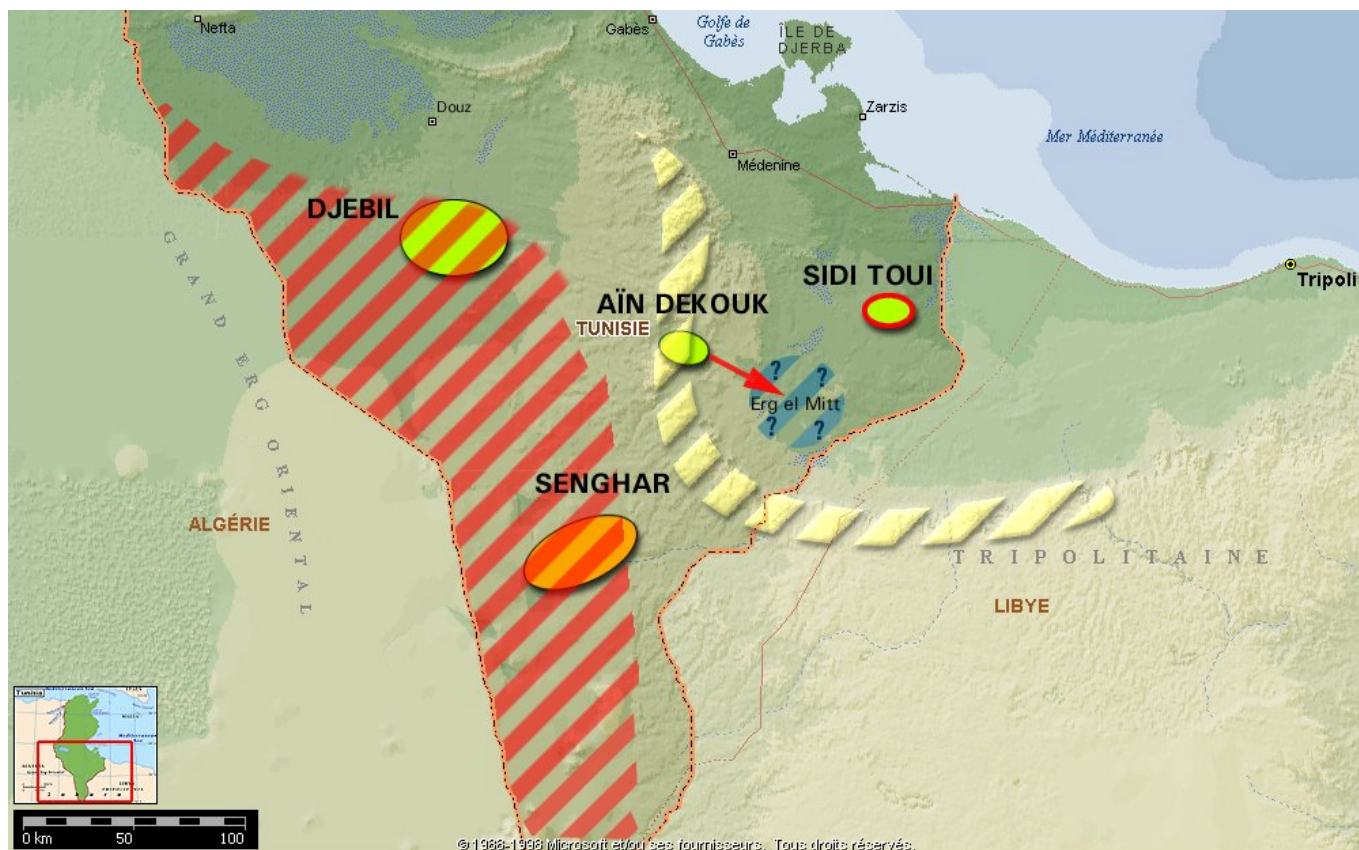 Nefta
Gabès
Golfe de
Gabès
ÎLE DE
DJERBA
Douz
Zarzis
Mer Méditerranée
Médenine
DJEBIL
GRAND ERG ORIENTAL
SIDI TOUI
Tripoli
AÏN DEKOUK
TUNISIE
?
?
Erg el Mitt
?
?
SENGHAR
ALGÉRIE
TRIPOLITAINE
LIBYE
Tunisia
0 km
50
100
© 1988-1998 Microsoft et/ou ses fournisseurs. Tous droits réservés.